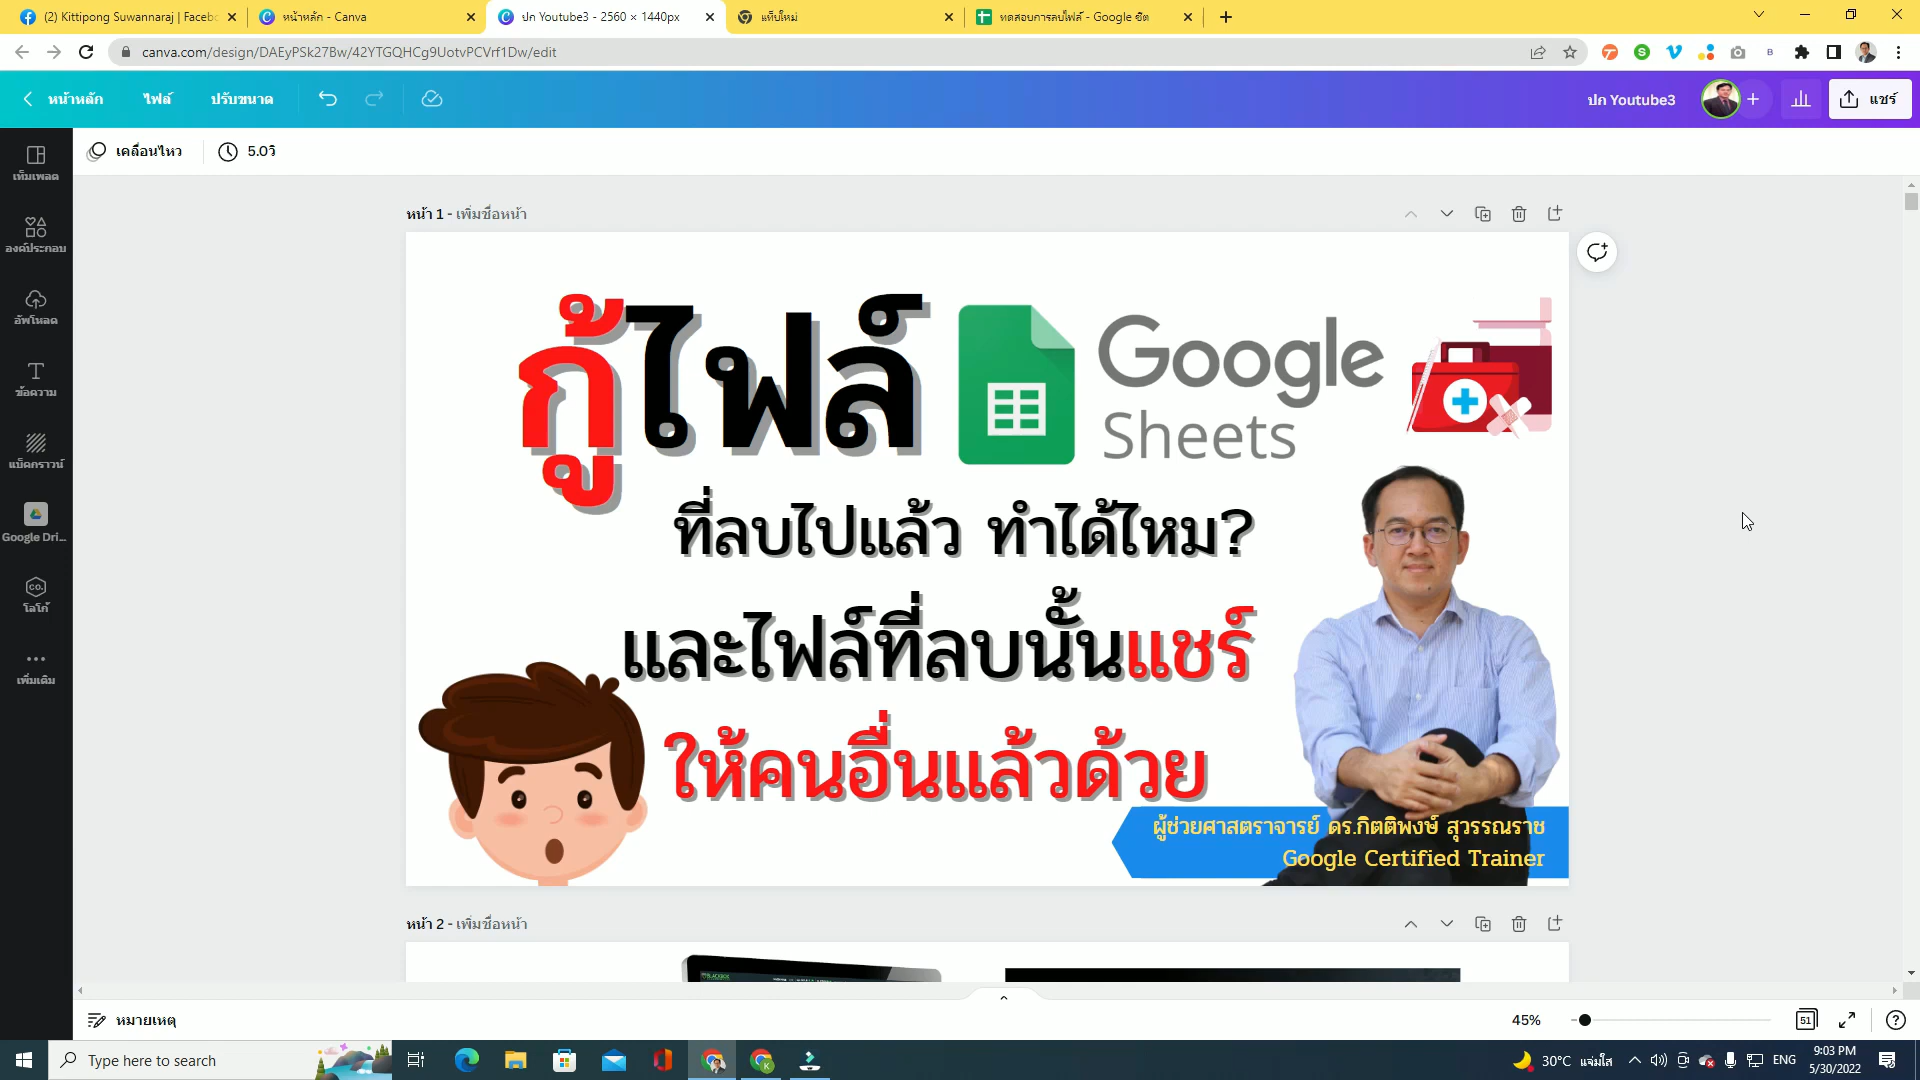 (2) Kittipong Suwannaraj | Faceb
หน้าหลัก - Canva
ปก Youtube3 - 2560 × 1440px
แท็บใหม่
ทดสอบการลบไฟล์ - Google ชีต
canva.com/design/DAEyPSk27Bw/42YTGQHCg9UotvPCVrf1Dw/edit
หน้าหลัก
ไฟล์
ปรับขนาด
ปก Youtube3
แชร์
เคลื่อนไหว
5.0วิ
เท็มเพลต
องค์ประกอบ
อัพโหลด
ข้อความ
แบ็คกราวน์
Google Dri...
โลโก้
เพิ่มเติม
หน้า 1 - เพิ่มชื่อหน้า
กู้ไฟล์
Google
Sheets
ที่ลบไปแล้ว ทำได้ไหม?
และไฟล์ที่ลบนั้นแชร์
ให้คนอื่นแล้วด้วย
ผู้ช่วยศาสตราจารย์ ดร.กิตติพงษ์ สุวรรณราช
Google Certified Trainer
หน้า 2 - เพิ่มชื่อหน้า
หมายเหตุ
45%
51
Type here to search
30°C แจ่มใส
ENG
9:03 PM
5/30/2022